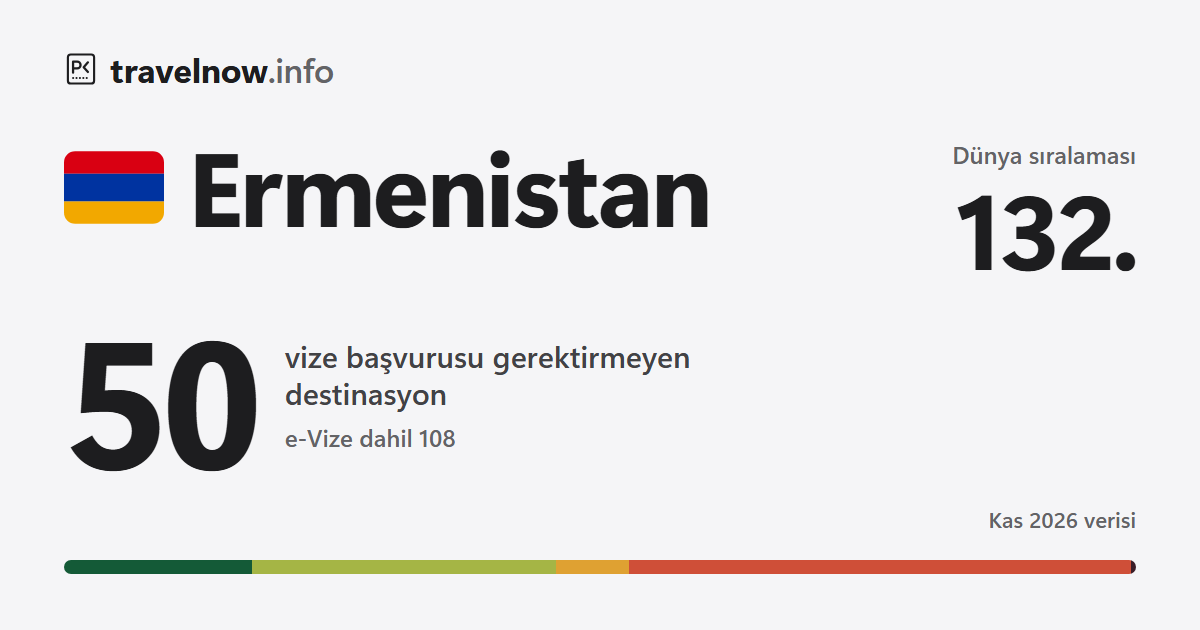 travelnow.info
Ermenistan
Dünya sıralaması
132.
50
vize başvurusu gerektirmeyen
destinasyon
e-Vize dahil 108
Kas 2026 verisi